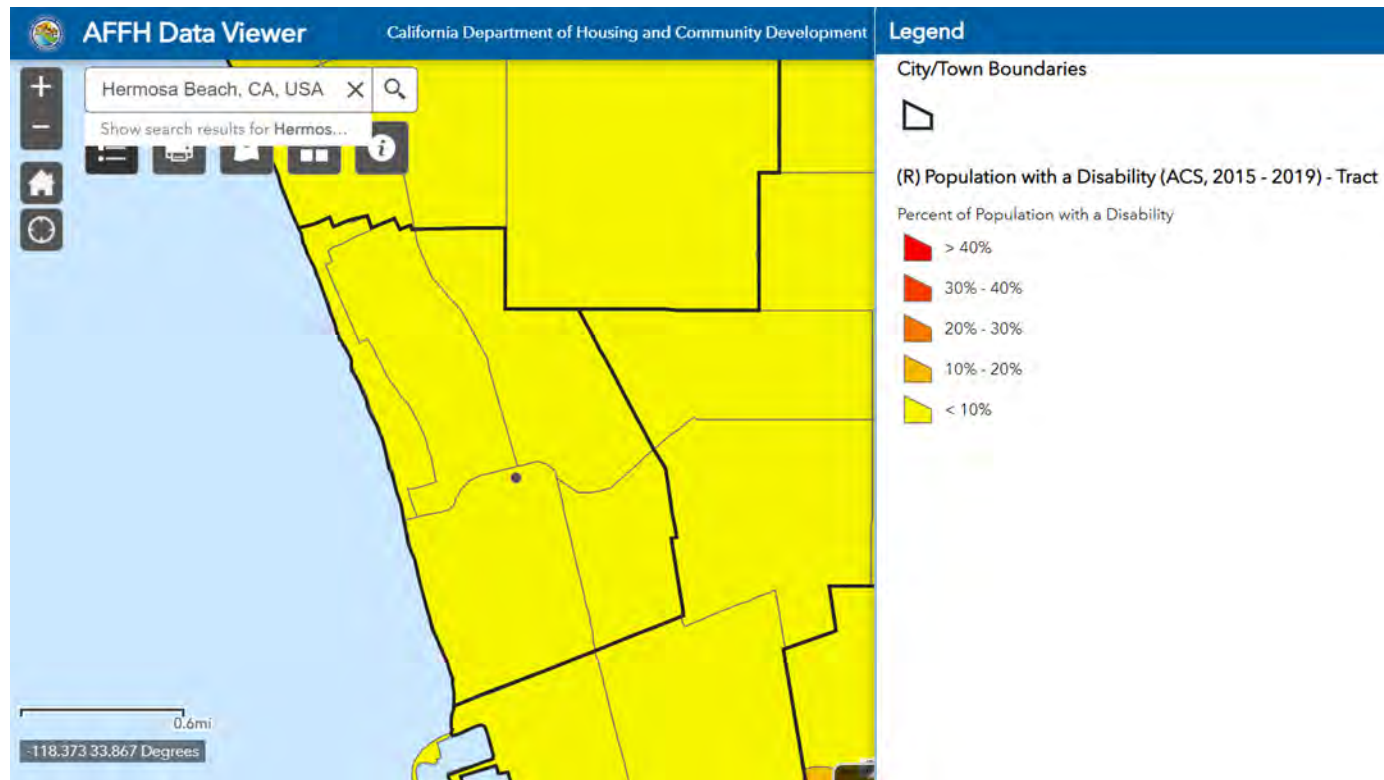 AFFH Data Viewer
California Department of Housing and Community Development
Legend
+
Hermosa Beach, CA, USA
Show search results for Hermos...
−
City/Town Boundaries
(R) Population with a Disability (ACS, 2015 - 2019) - Tract
Percent of Population with a Disability
> 40%
30% - 40%
20% - 30%
10% - 20%
< 10%
0.6mi
-118.373 33.867 Degrees